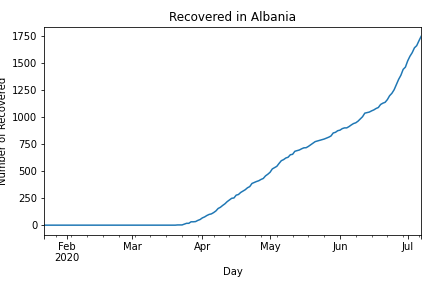 Recovered in Albania
Number of Recovered
1750
1500
1250
1000
750
500
250
0
Feb
2020
Mar
Apr
May
Jun
Jul
Day